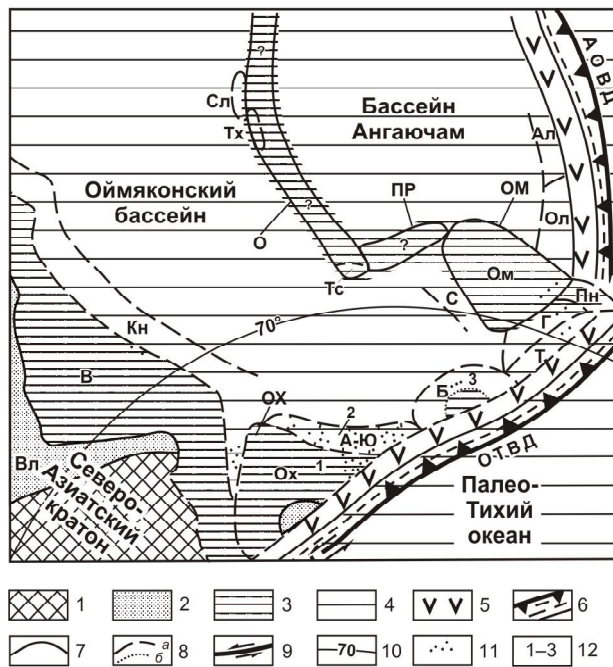 АОВД
?
Сл
Бассейн
Ангаючам
Тх
Ал
Оймяконский
бассейн
ПР
ОМ
?
О
?
Ол
Ом
Тс
С
Пн
70°
Кн
Г
Т
В
Б
3
ОХ
2
А-Ю
1
Ох
ОТВД
Вл
Северо-
Азиатский
кратон
Палео-
Тихий
океан
1
2
3
4
5
6
7
8
а
б
9
70
10
11
1–3
12